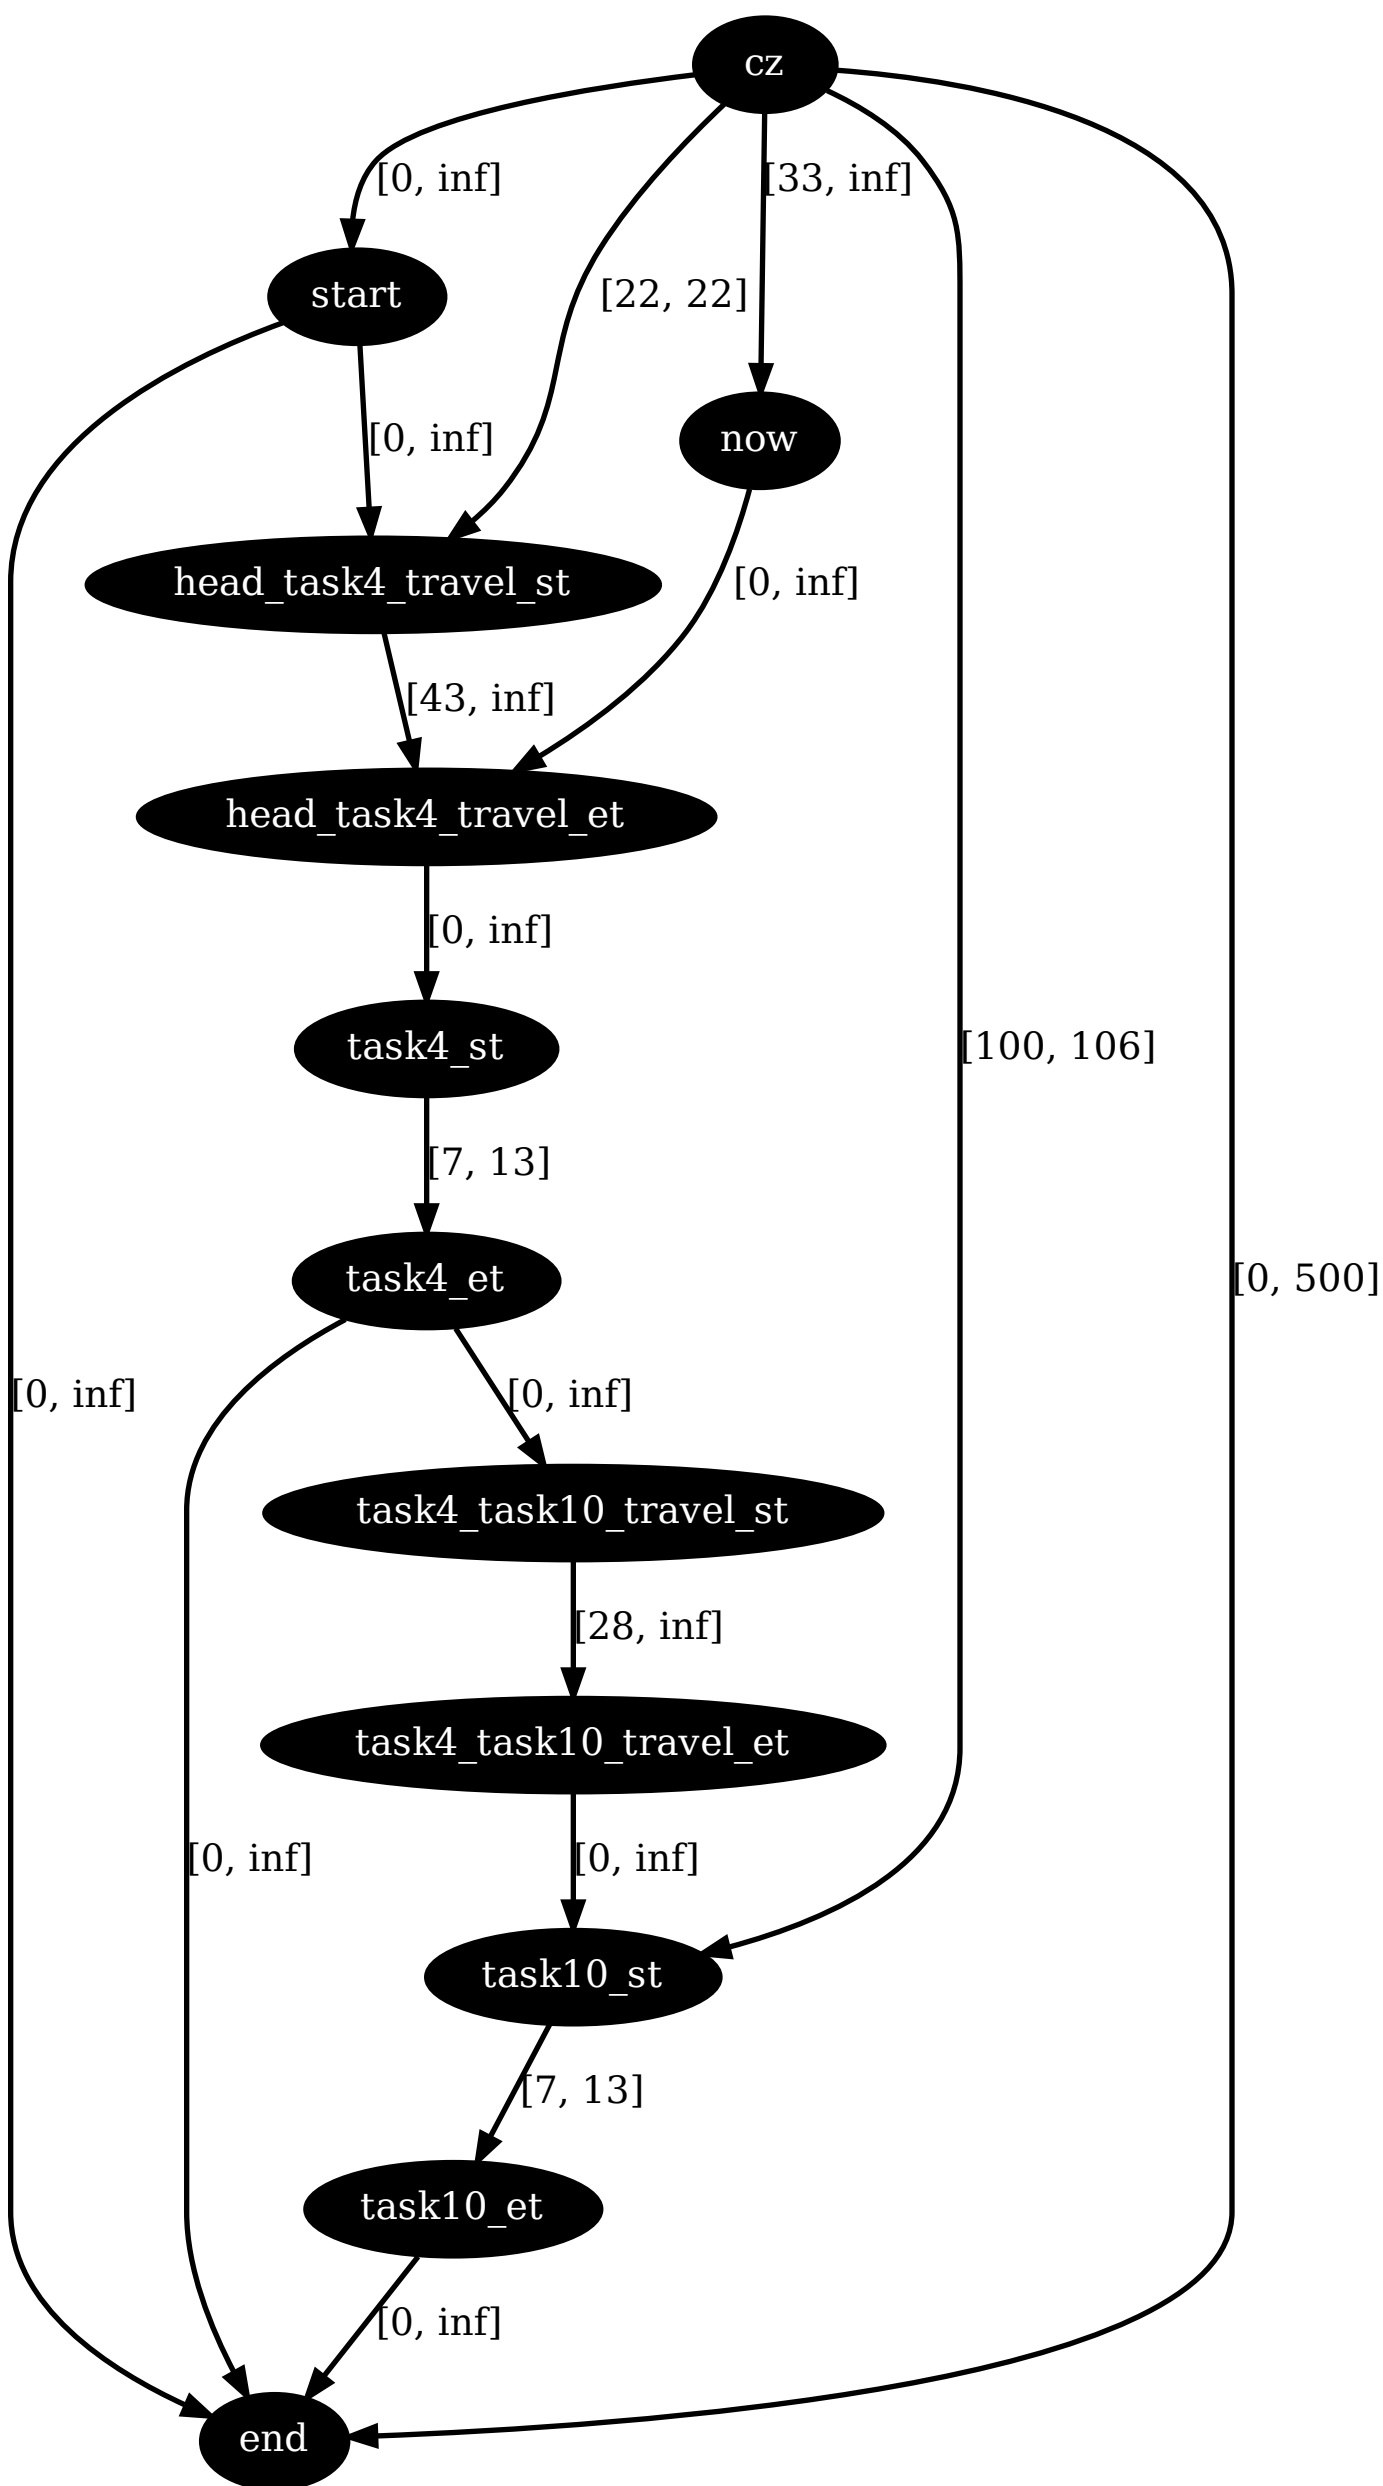 cz
[0, inf]
[33, inf]
start
[22, 22]
now
[0, inf]
head_task4_travel_st
[0, inf]
[43, inf]
head_task4_travel_et
[0, inf]
task4_st
[100, 106]
[7, 13]
task4_et
[0, 500]
[0, inf]
[0, inf]
task4_task10_travel_st
[28, inf]
task4_task10_travel_et
[0, inf]
[0, inf]
task10_st
[7, 13]
task10_et
[0, inf]
end